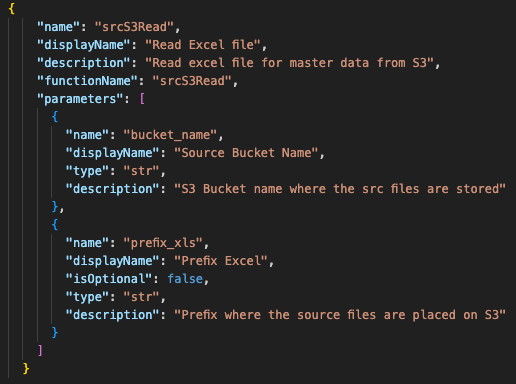 {
"name": "srcS3Read",
"displayName": "Read Excel file",
"description": "Read excel file for master data from S3",
"functionName": "srcS3Read",
"parameters": [
{
"name": "bucket_name",
"displayName": "Source Bucket Name",
"type": "str",
"description": "S3 Bucket name where the src files are stored"
},
{
"name": "prefix_xls",
"displayName": "Prefix Excel",
"isOptional": false,
"type": "str",
"description": "Prefix where the source files are placed on S3"
}
]
}